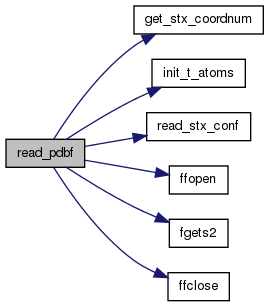 get_stx_coordnum
init_t_atoms
read_stx_conf
read_pdbf
ffopen
fgets2
ffclose